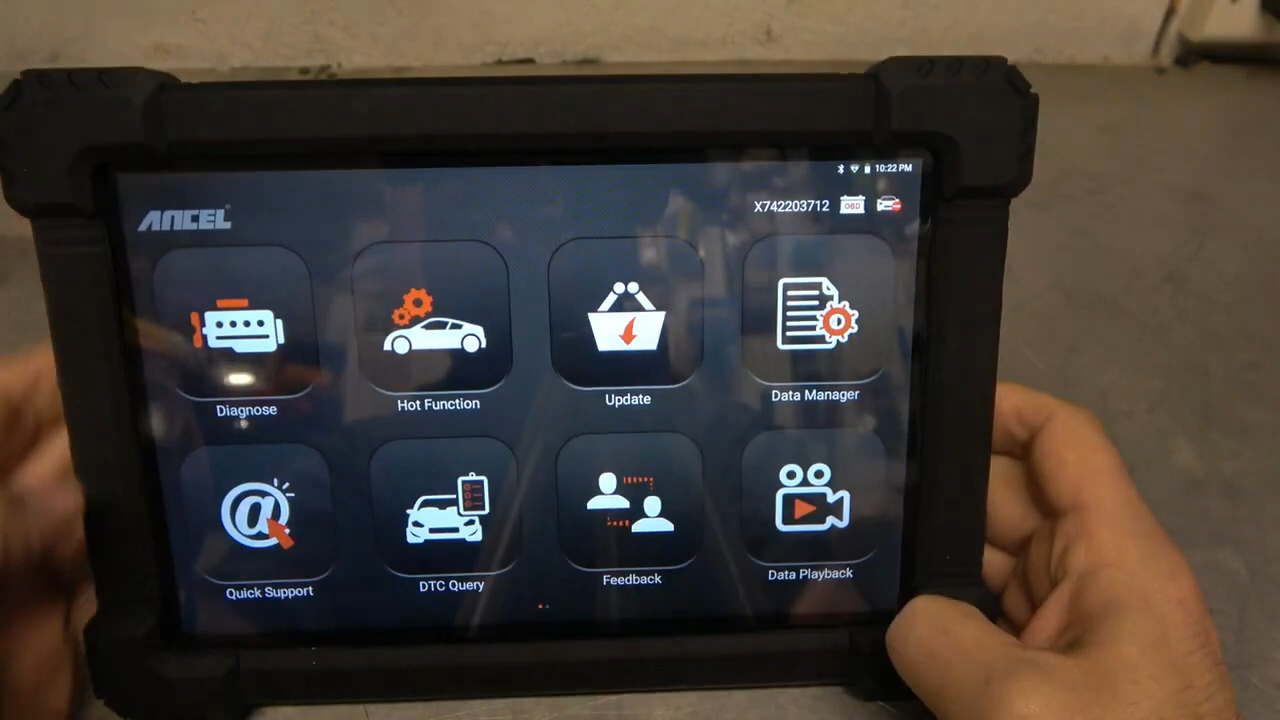 10:22 PM
ANCEL
X742203712
OBD
Diagnose
Hot Function
Update
Data Manager
Quick Support
DTC Query
Feedback
Data Playback